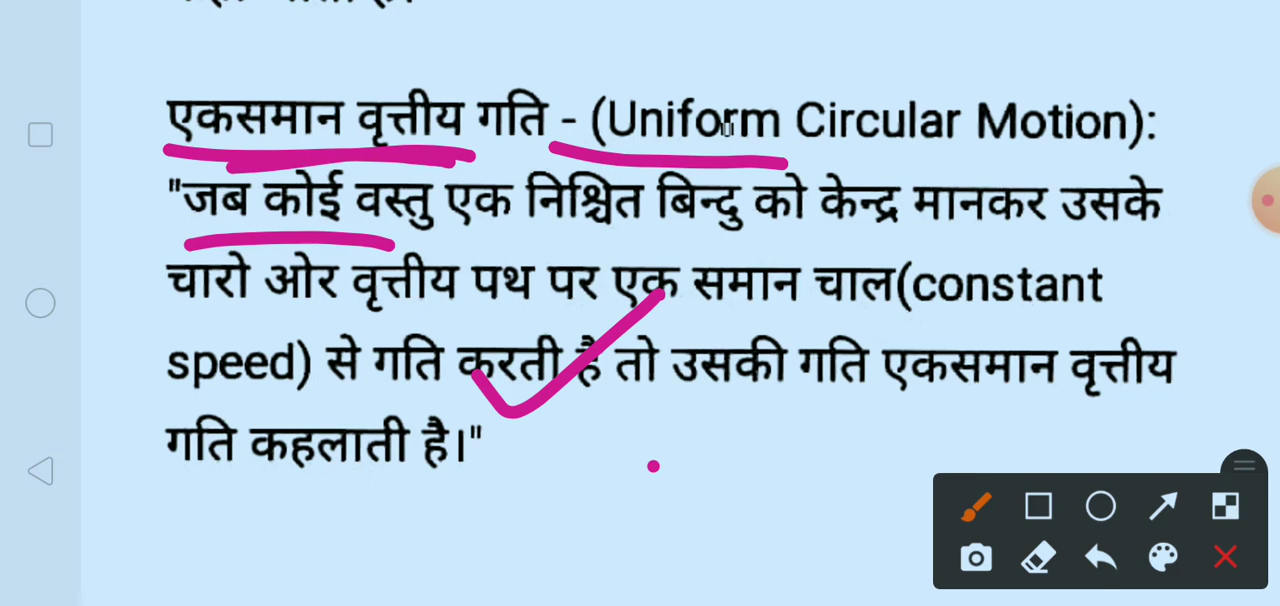 एकसमान वृत्तीय गति - (Uniform Circular Motion):
"जब कोई वस्तु एक निश्चित बिन्दु को केन्द्र मानकर उसके
चारो ओर वृत्तीय पथ पर एक समान चाल(constant
speed) से गति करती है तो उसकी गति एकसमान वृत्तीय
गति कहलाती है।"